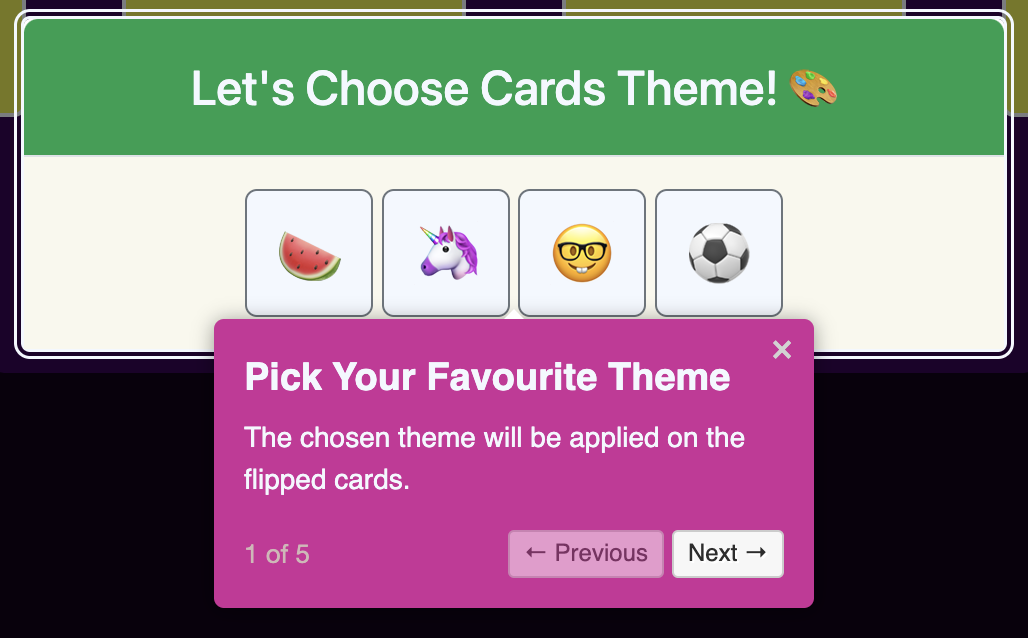 Let's Choose Cards Theme! 🎨
Pick Your Favourite Theme
The chosen theme will be applied on the
flipped cards.
1 of 5
← Previous
Next →